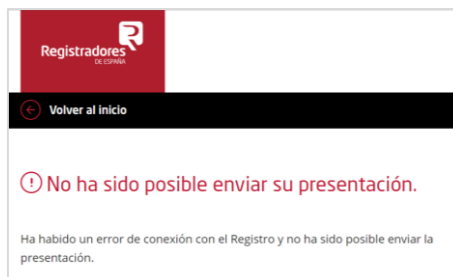 Registradores
DE ESPAÑA
Volver al inicio
No ha sido posible enviar su presentación.
Ha habido un error de conexión con el Registro y no ha sido posible enviar la
presentación.